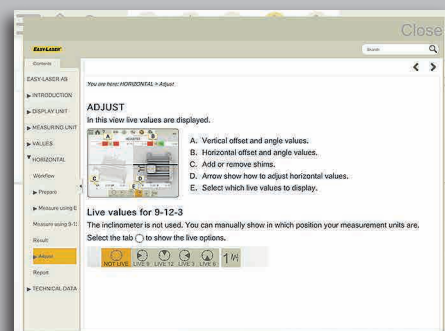 Close
EASY-LASER
Search
Contents
EASY-LASER AB
INTRODUCTION
DISPLAY UNIT
MEASURING UNIT
VALUES
HORIZONTAL
Workflow
Prepare
Measure using E
Measure using 9-1
Result
Adjust
Report
TECHNICAL DATA
You are here: HORIZONTAL > Adjust
ADJUST
In this view live values are displayed.
A
B
C
C
D
E
A. Vertical offset and angle values.
B. Horizontal offset and angle values.
C. Add or remove shims.
D. Arrow show how to adjust horizontal values.
E. Select which live values to display.
Live values for 9-12-3
The inclinometer is not used. You can manually show in which position your measurement units are.
Select the tab to show the live options.
NOT LIVE LIVE 9 LIVE 12 LIVE 3 LIVE 6